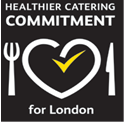 HEALTHIER CATERING
COMMITMENT
for London